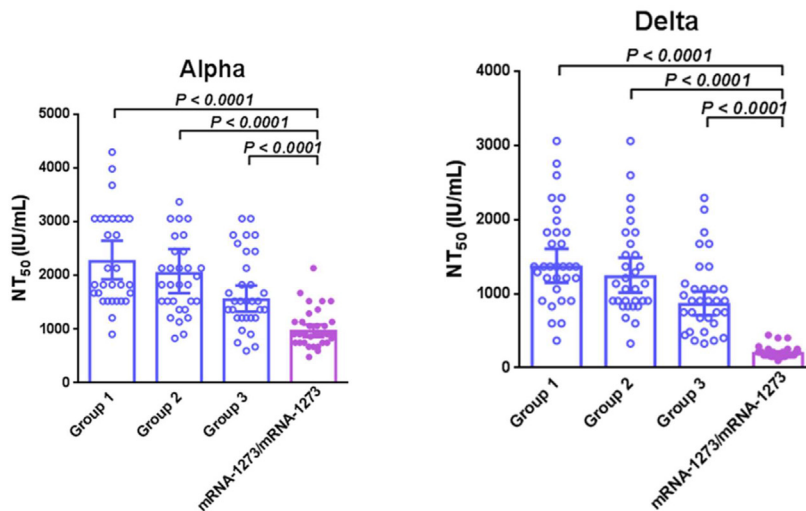 Alpha
P < 0.0001
P < 0.0001
P < 0.0001
NT50 (IU/mL)
5000
4000
3000
2000
1000
0
Group 1
Group 2
Group 3
mRNA-1273/mRNA-1273
Delta
P < 0.0001
P < 0.0001
P < 0.0001
NT50 (IU/mL)
4000
3000
2000
1000
0
Group 1
Group 2
Group 3
mRNA-1273/mRNA-1273